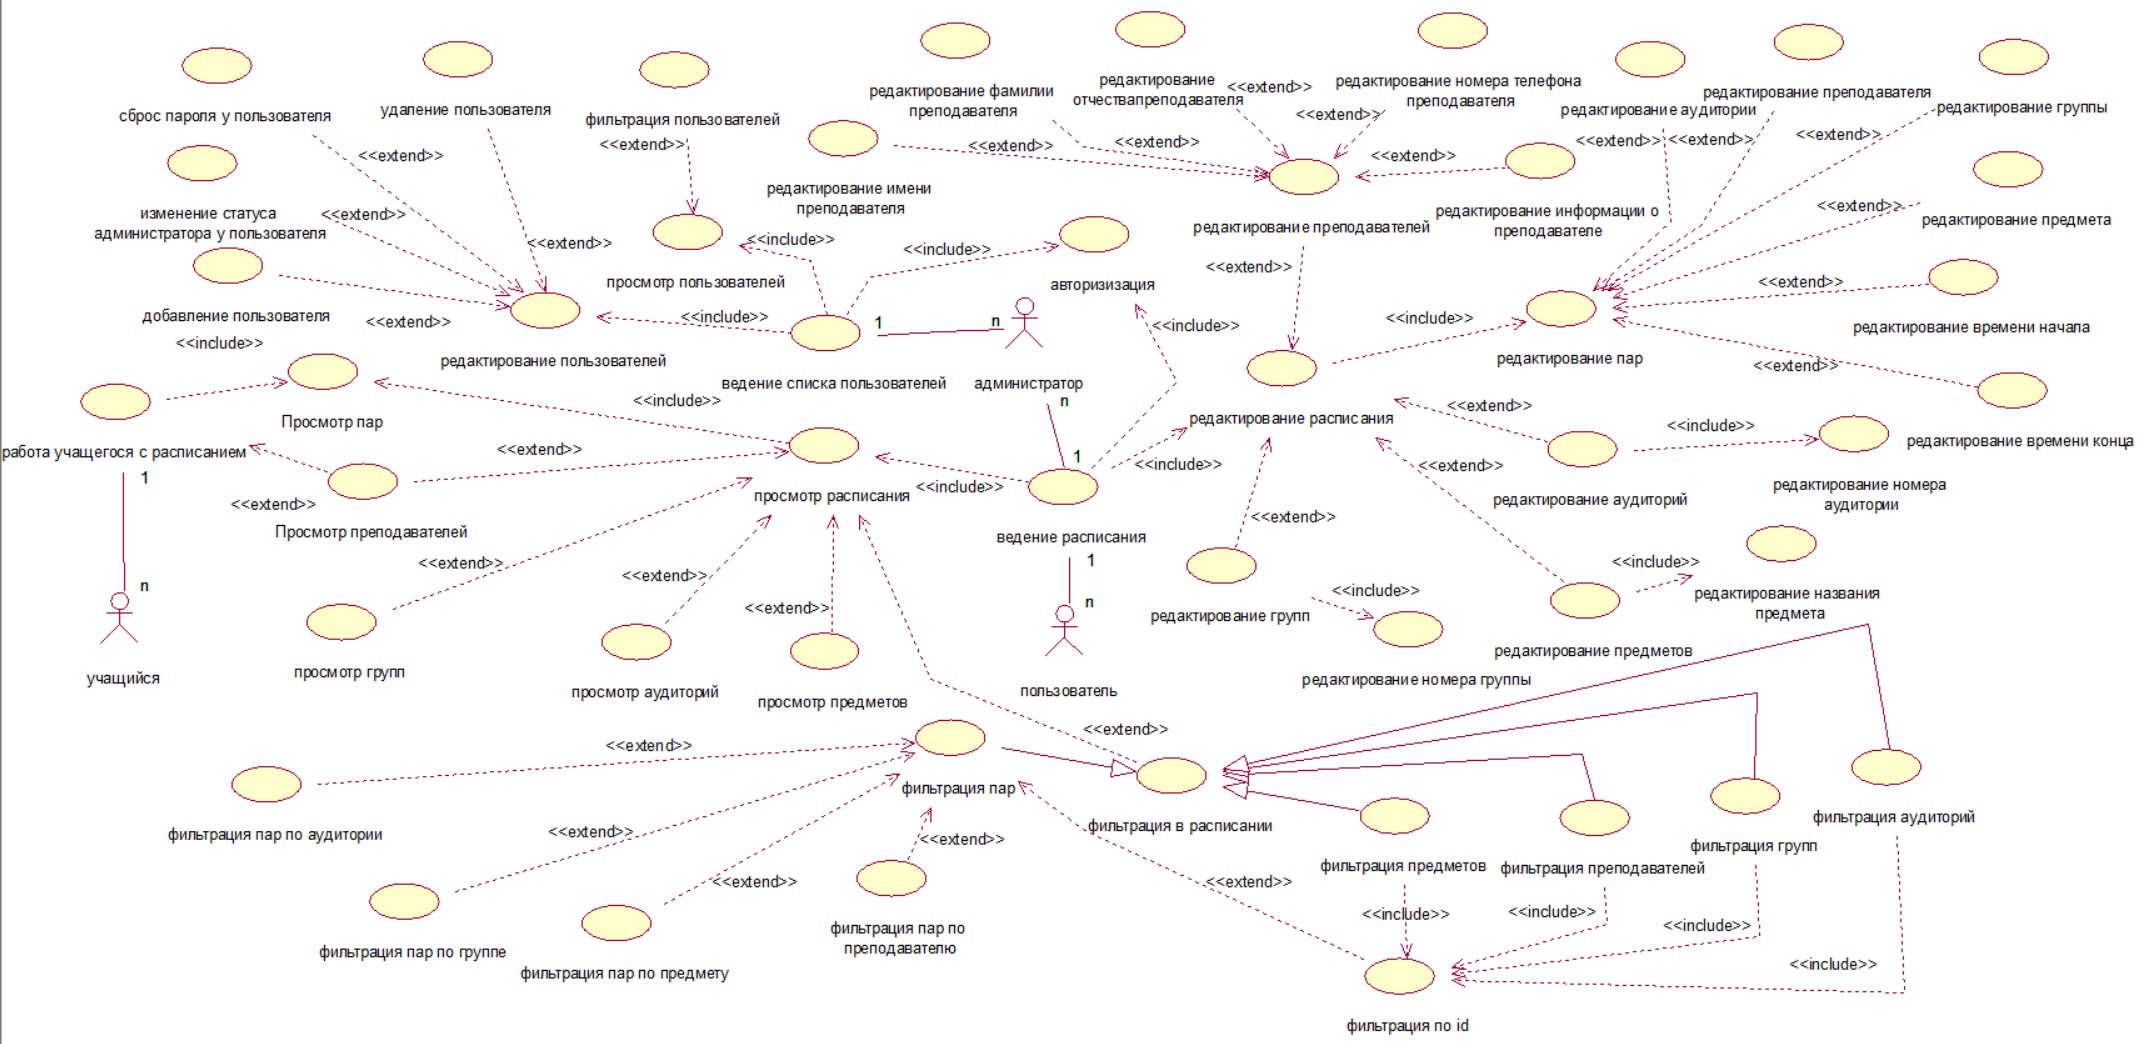 сброс пароля у пользователя
<<extend>>
удаление пользователя
<<extend>>
фильтрация пользователей
<<extend>>
редактирование фамилии
преподавателя
<<extend>>
редактирование
отчествапреподавателя
<<extend>>
<<extend>>
редактирование номера телефона
преподавателя
<<extend>>
<<extend>>
редактирование аудитории
<<extend>>
редактирование преподавателя
<<extend>>
редактирование группы
<<extend>>
изменение статуса
администратора у пользователя
<<extend>>
редактирование имени
преподавателя
<<include>>
<<include>>
редактирование преподавателей
<<extend>>
редактирование информации о
преподавателе
<<extend>>
редактирование предмета
просмотр пользователей
авторизизация
<<extend>>
добавление пользователя
<<extend>>
<<include>>
<<include>>
1
n
<<include>>
<<include>>
редактирование времени начала
редактирование пользователей
редактирование пар
<<extend>>
ведение списка пользователей
администратор
n
<<include>>
Просмотр пар
редактирование расписания
<<extend>>
<<include>>
редактирование времени конца
работа учащегося с расписанием
<<extend>>
1
<<include>>
<<extend>>
1
<<include>>
просмотр расписания
редактирование аудиторий
редактирование номера
аудитории
<<extend>>
Просмотр преподавателей
<<extend>>
ведение расписания
<<extend>>
<<extend>>
1
<<include>>
n
<<extend>>
n
<<include>>
редактирование названия
предмета
редактирование групп
учащийся
просмотр групп
просмотр аудиторий
просмотр предметов
пользователь
редактирование номера группы
редактирование предметов
<<extend>>
<<extend>>
фильтрация пар
фильтрация пар по аудитории
<<extend>>
<<extend>>
фильтрация в расписании
фильтрация аудиторий
фильтрация предметов
фильтрация преподавателей
фильтрация групп
<<extend>>
<<extend>>
<<include>>
<<include>>
<<include>>
<<include>>
фильтрация пар по группе
фильтрация пар по предмету
фильтрация пар по
преподавателю
фильтрация по id